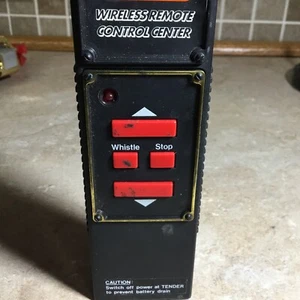 WIRELESS REMOTE
CONTROL CENTER
Whistle Stop
CAUTION:
Switch off power at TENDER
to prevent battery drain